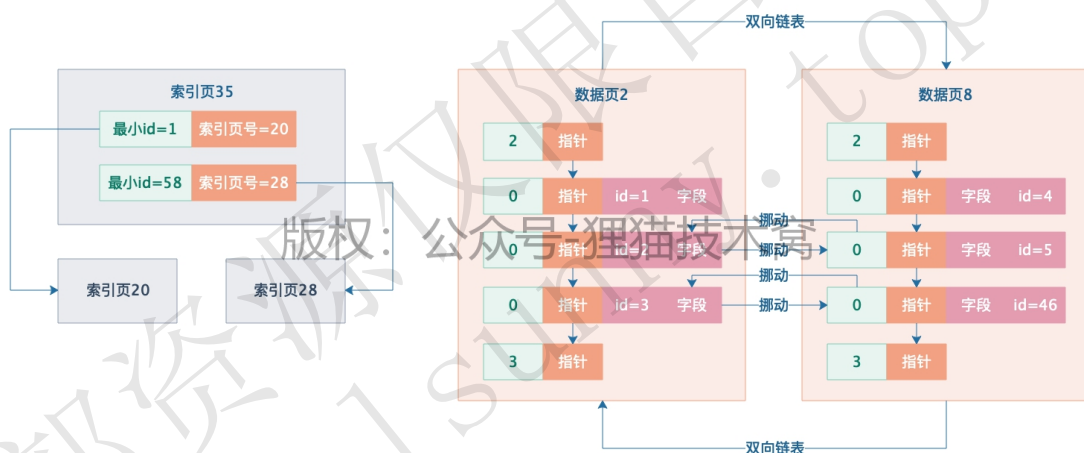 双向链表
索引页35
最小id=1 索引页号=20
最小id=58 索引页号=28
索引页20
索引页28
数据页2
2 指针
0 指针 id=1 字段
0 指针 id=2 字段
0 指针 id=3 字段
3 指针
挪动
挪动
挪动
挪动
数据页8
2 指针
0 指针 字段 id=4
0 指针 字段 id=5
0 指针 字段 id=46
3 指针
双向链表
版权：公众号-狸猫技术窝